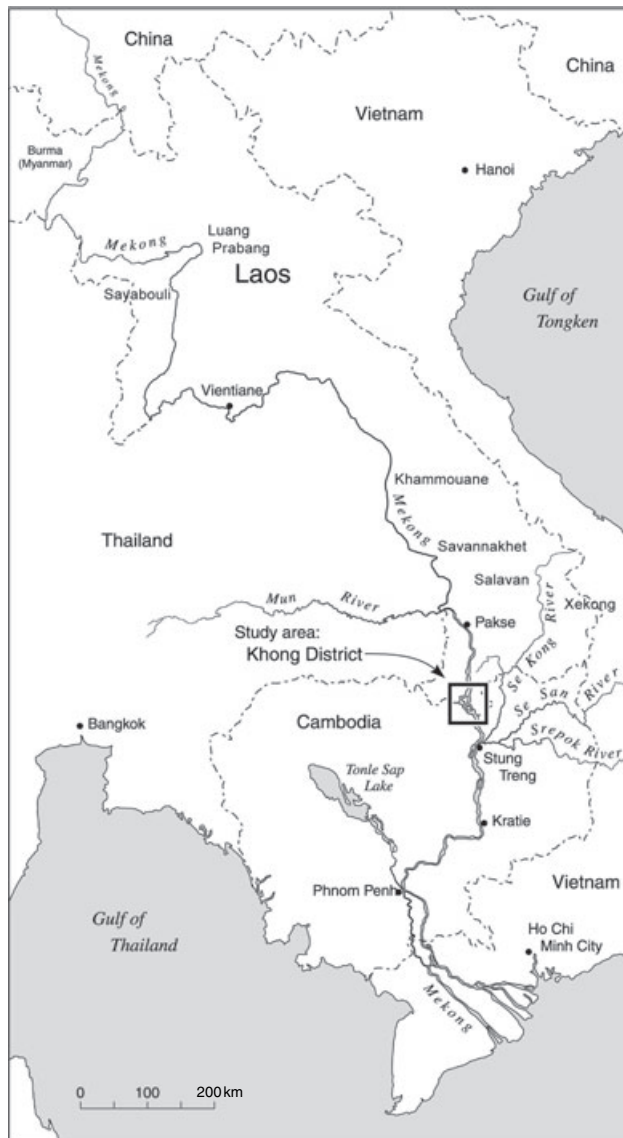 China
China
Mekong
Vietnam
Burma
(Myanmar)
Hanoi
Luang
Prabang
Mekong
Laos
Sayabouli
Gulf of
Tongken
Vientiane
Khammouane
Mekong
Thailand
Savannakhet
Salavan
Xekong
Mun River
Pakse
Study area:
Khong District
Se Kong River
Se San River
Srepok River
Bangkok
Cambodia
Stung
Treng
Tonle Sap
Lake
Kratie
Vietnam
Phnom Penh
Gulf of
Thailand
Ho Chi
Minh City
Mekong
0 100 200 km